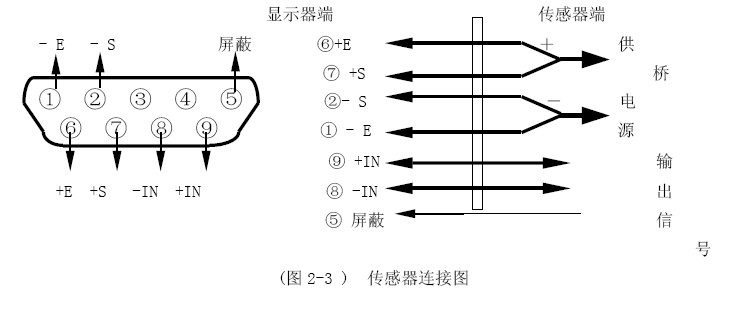 显示器端 传感器端
- E - S 屏蔽
① ② ③ ④ ⑤
⑥ ⑦ ⑧ ⑨
+E +S -IN +IN
⑥+E + 供
⑦ +S 桥
②- S - 电
① - E 源
⑨ +IN 输
⑧ -IN 出
⑤ 屏蔽 信
号
(图 2-3 ) 传感器连接图